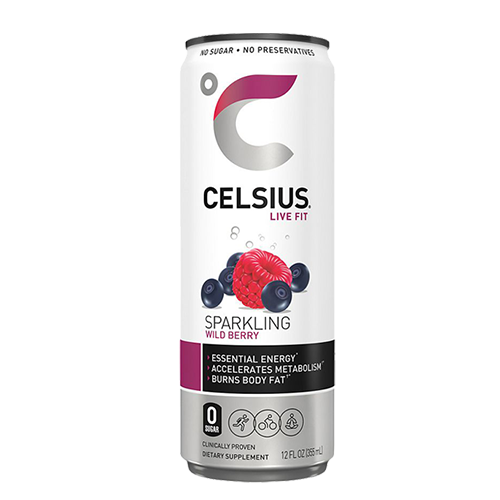 NO SUGAR • NO PRESERVATIVES
CELSIUS®
LIVE FIT
SPARKLING
WILD BERRY
› ESSENTIAL ENERGY*
› ACCELERATES METABOLISM*†
› BURNS BODY FAT*†
0
SUGAR
CLINICALLY PROVEN
DIETARY SUPPLEMENT
12 FL OZ (355 mL)